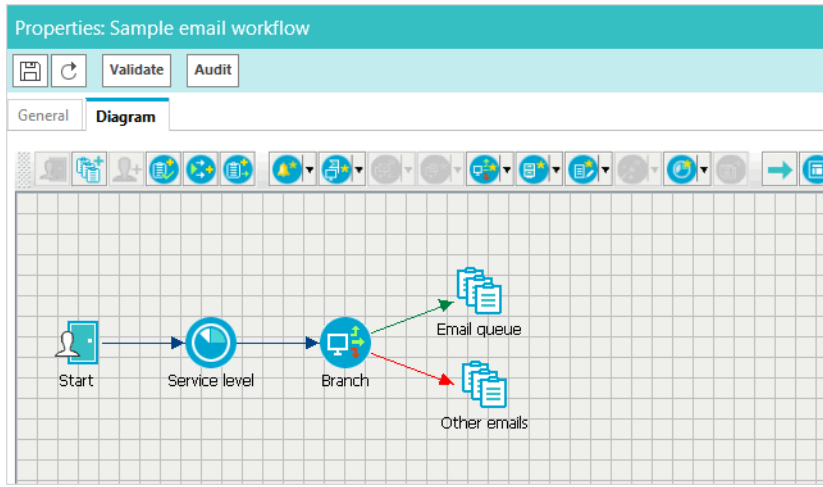 Properties: Sample email workflow
Validate Audit
General Diagram
Email queue
Start Service level Branch
Other emails